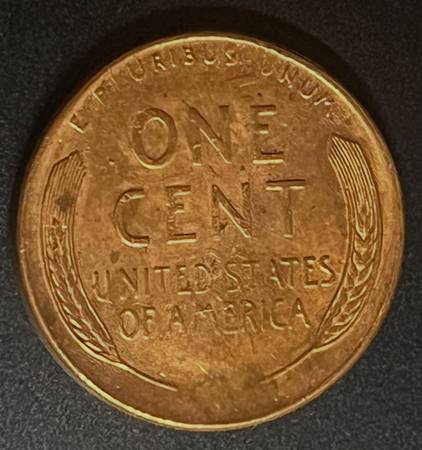 E PLURIBUS UNUM
ONE
CENT
UNITED STATES
OF AMERICA